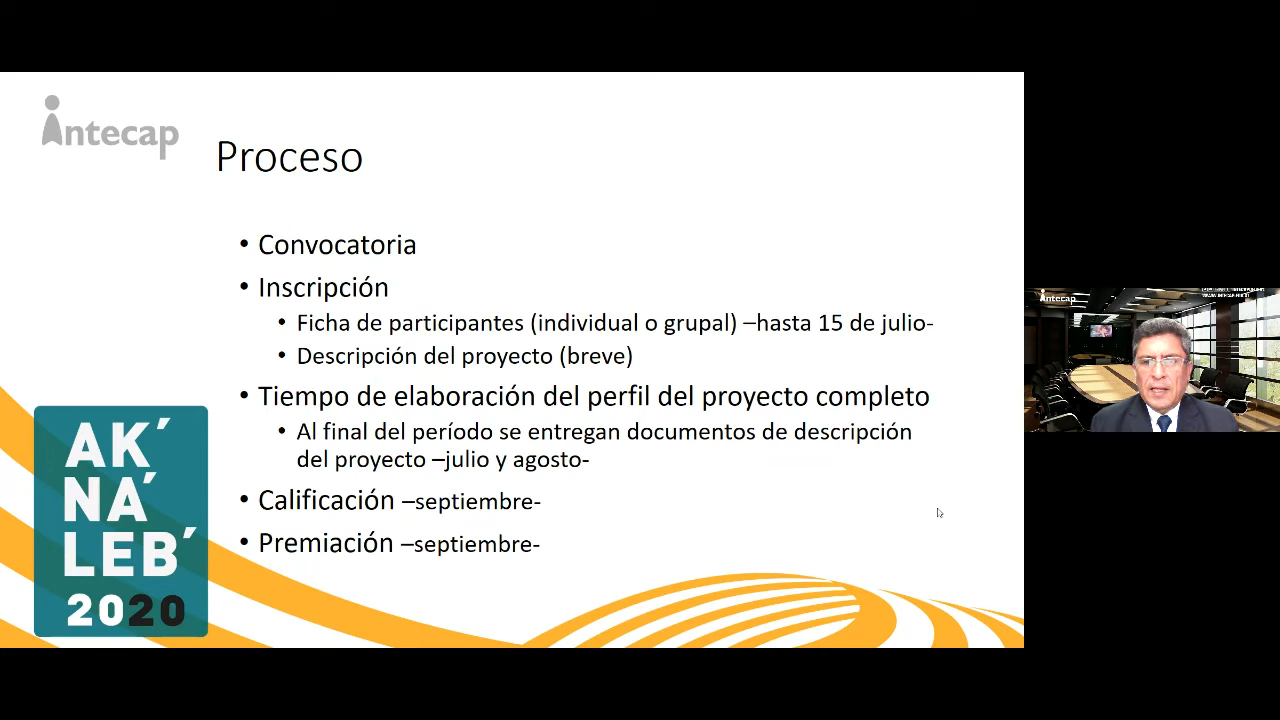 intecap
Proceso
• Convocatoria
• Inscripción
• Ficha de participantes (individual o grupal) –hasta 15 de julio-
• Descripción del proyecto (breve)
• Tiempo de elaboración del perfil del proyecto completo
• Al final del período se entregan documentos de descripción
del proyecto –julio y agosto-
• Calificación –septiembre-
• Premiación –septiembre-
AK´
NA´
LEB´
2020
intecap